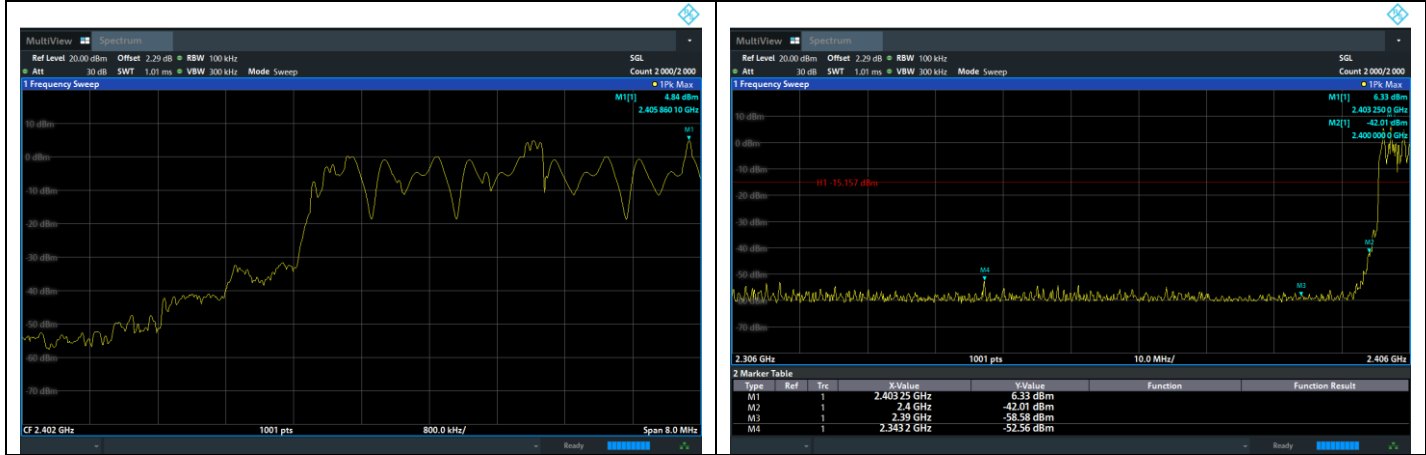 MultiView Spectrum
Ref Level 20.00 dBm Offset 2.29 dB RBW 100 kHz SGL
Att 30 dB SWT 1.01 ms VBW 300 kHz Mode Sweep Count 2 000/2 000
1 Frequency Sweep 1Pk Max
M1[1] 4.84 dBm
2.405 860 10 GHz
M1
10 dBm
0 dBm
-10 dBm
-20 dBm
-30 dBm
-40 dBm
-50 dBm
-60 dBm
-70 dBm
CF 2.402 GHz 1001 pts 800.0 kHz/ Span 8.0 MHz
Ready
MultiView Spectrum
Ref Level 20.00 dBm Offset 2.29 dB RBW 100 kHz SGL
Att 30 dB SWT 1.01 ms VBW 300 kHz Mode Sweep Count 2 000/2 000
1 Frequency Sweep 1Pk Max
M1[1] 6.33 dBm
2.403 250 0 GHz
M2[1] -42.01 dBm
2.400 000 0 GHz
10 dBm
0 dBm
-10 dBm
H1 -15.157 dBm
-20 dBm
-30 dBm
-40 dBm
M2
-50 dBm
M4
M3
-70 dBm
2.306 GHz 1001 pts 10.0 MHz/ 2.406 GHz
2 Marker Table
Type Ref Trc X-Value Y-Value Function Function Result
M1 1 2.403 25 GHz 6.33 dBm
M2 1 2.4 GHz -42.01 dBm
M3 1 2.39 GHz -58.58 dBm
M4 1 2.343 2 GHz -52.56 dBm
Ready